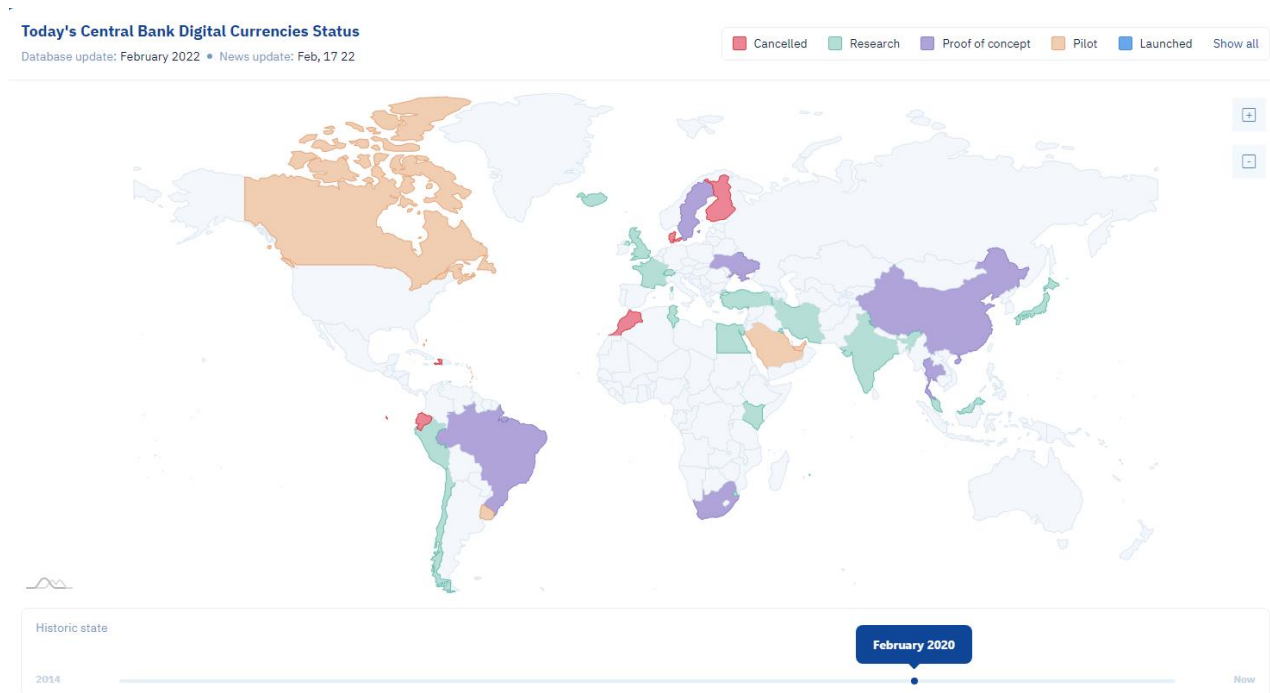 Today's Central Bank Digital Currencies Status
Database update: February 2022 • News update: Feb, 17 22
Cancelled Research Proof of concept Pilot Launched Show all
+
-
Historic state
February 2020
2014 Now